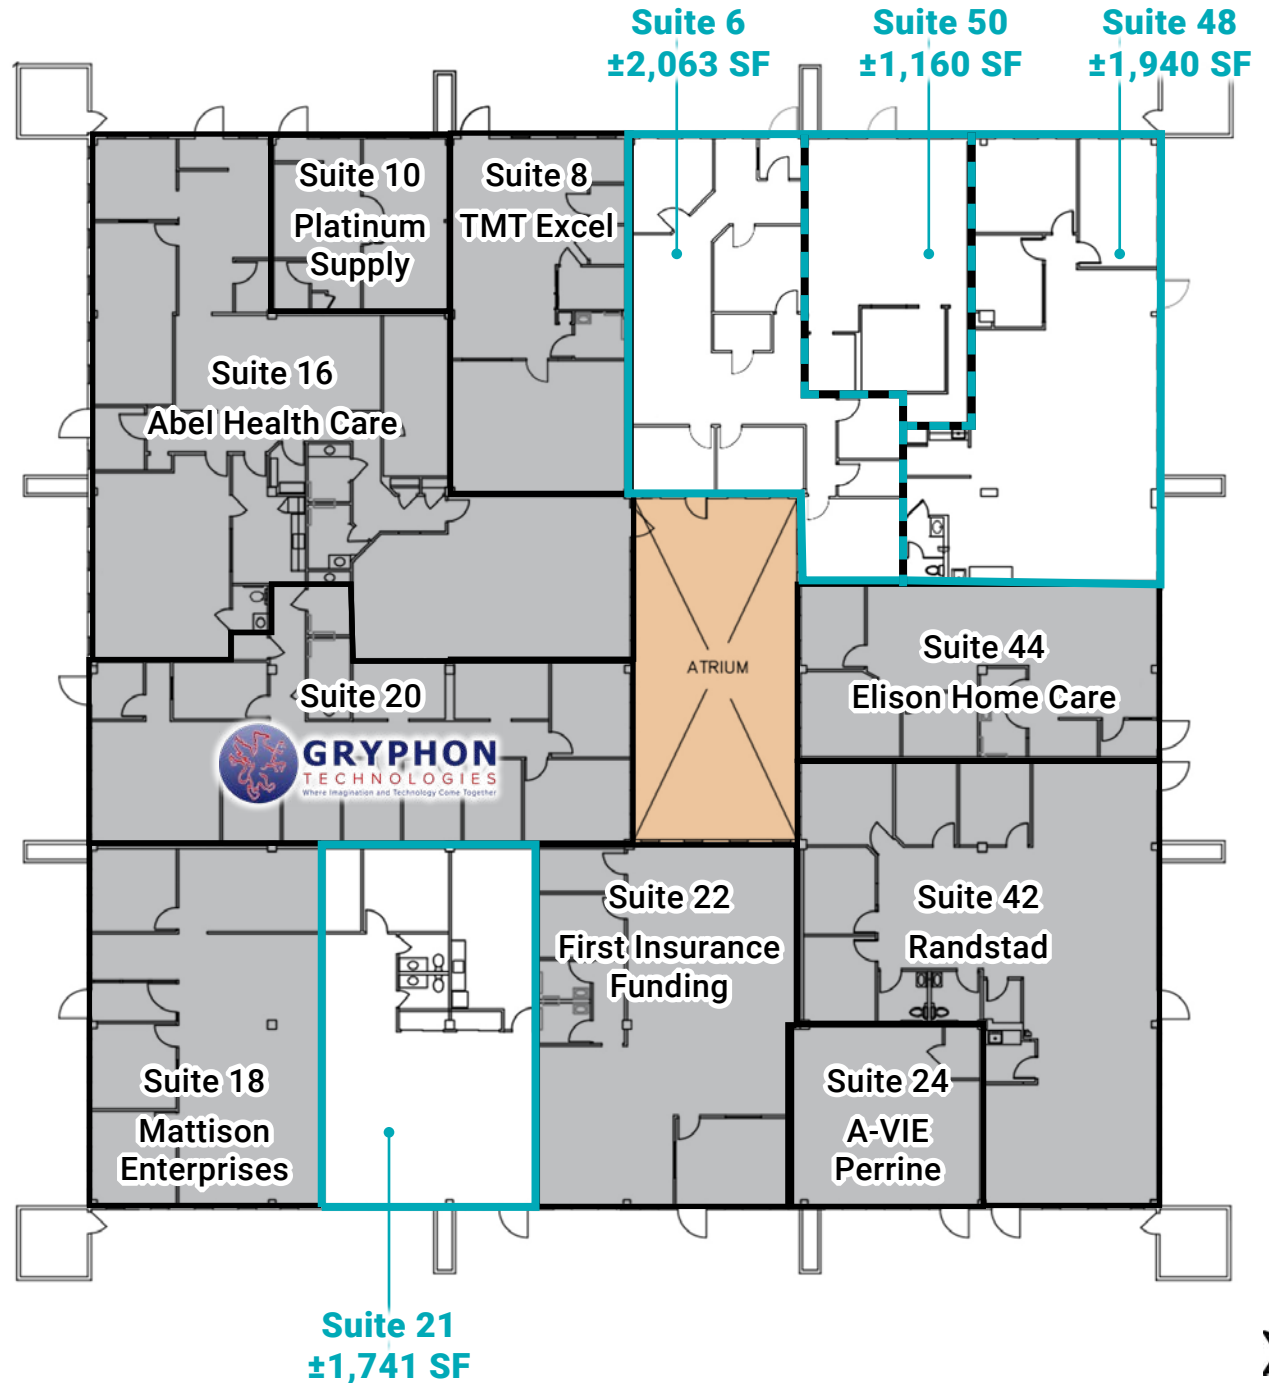 Suite 6
±2,063 SF
Suite 50
±1,160 SF
Suite 48
±1,940 SF
Suite 10
Platinum
Supply
Suite 8
TMT Excel
Suite 16
Abel Health Care
ATRIUM
Suite 44
Elison Home Care
Suite 20
GRYPHON
TECHNOLOGIES
Where Imagination and Technology Come Together
Suite 22
First Insurance
Funding
Suite 42
Randstad
Suite 18
Mattison
Enterprises
Suite 24
A-VIE
Perrine
Suite 21
±1,741 SF